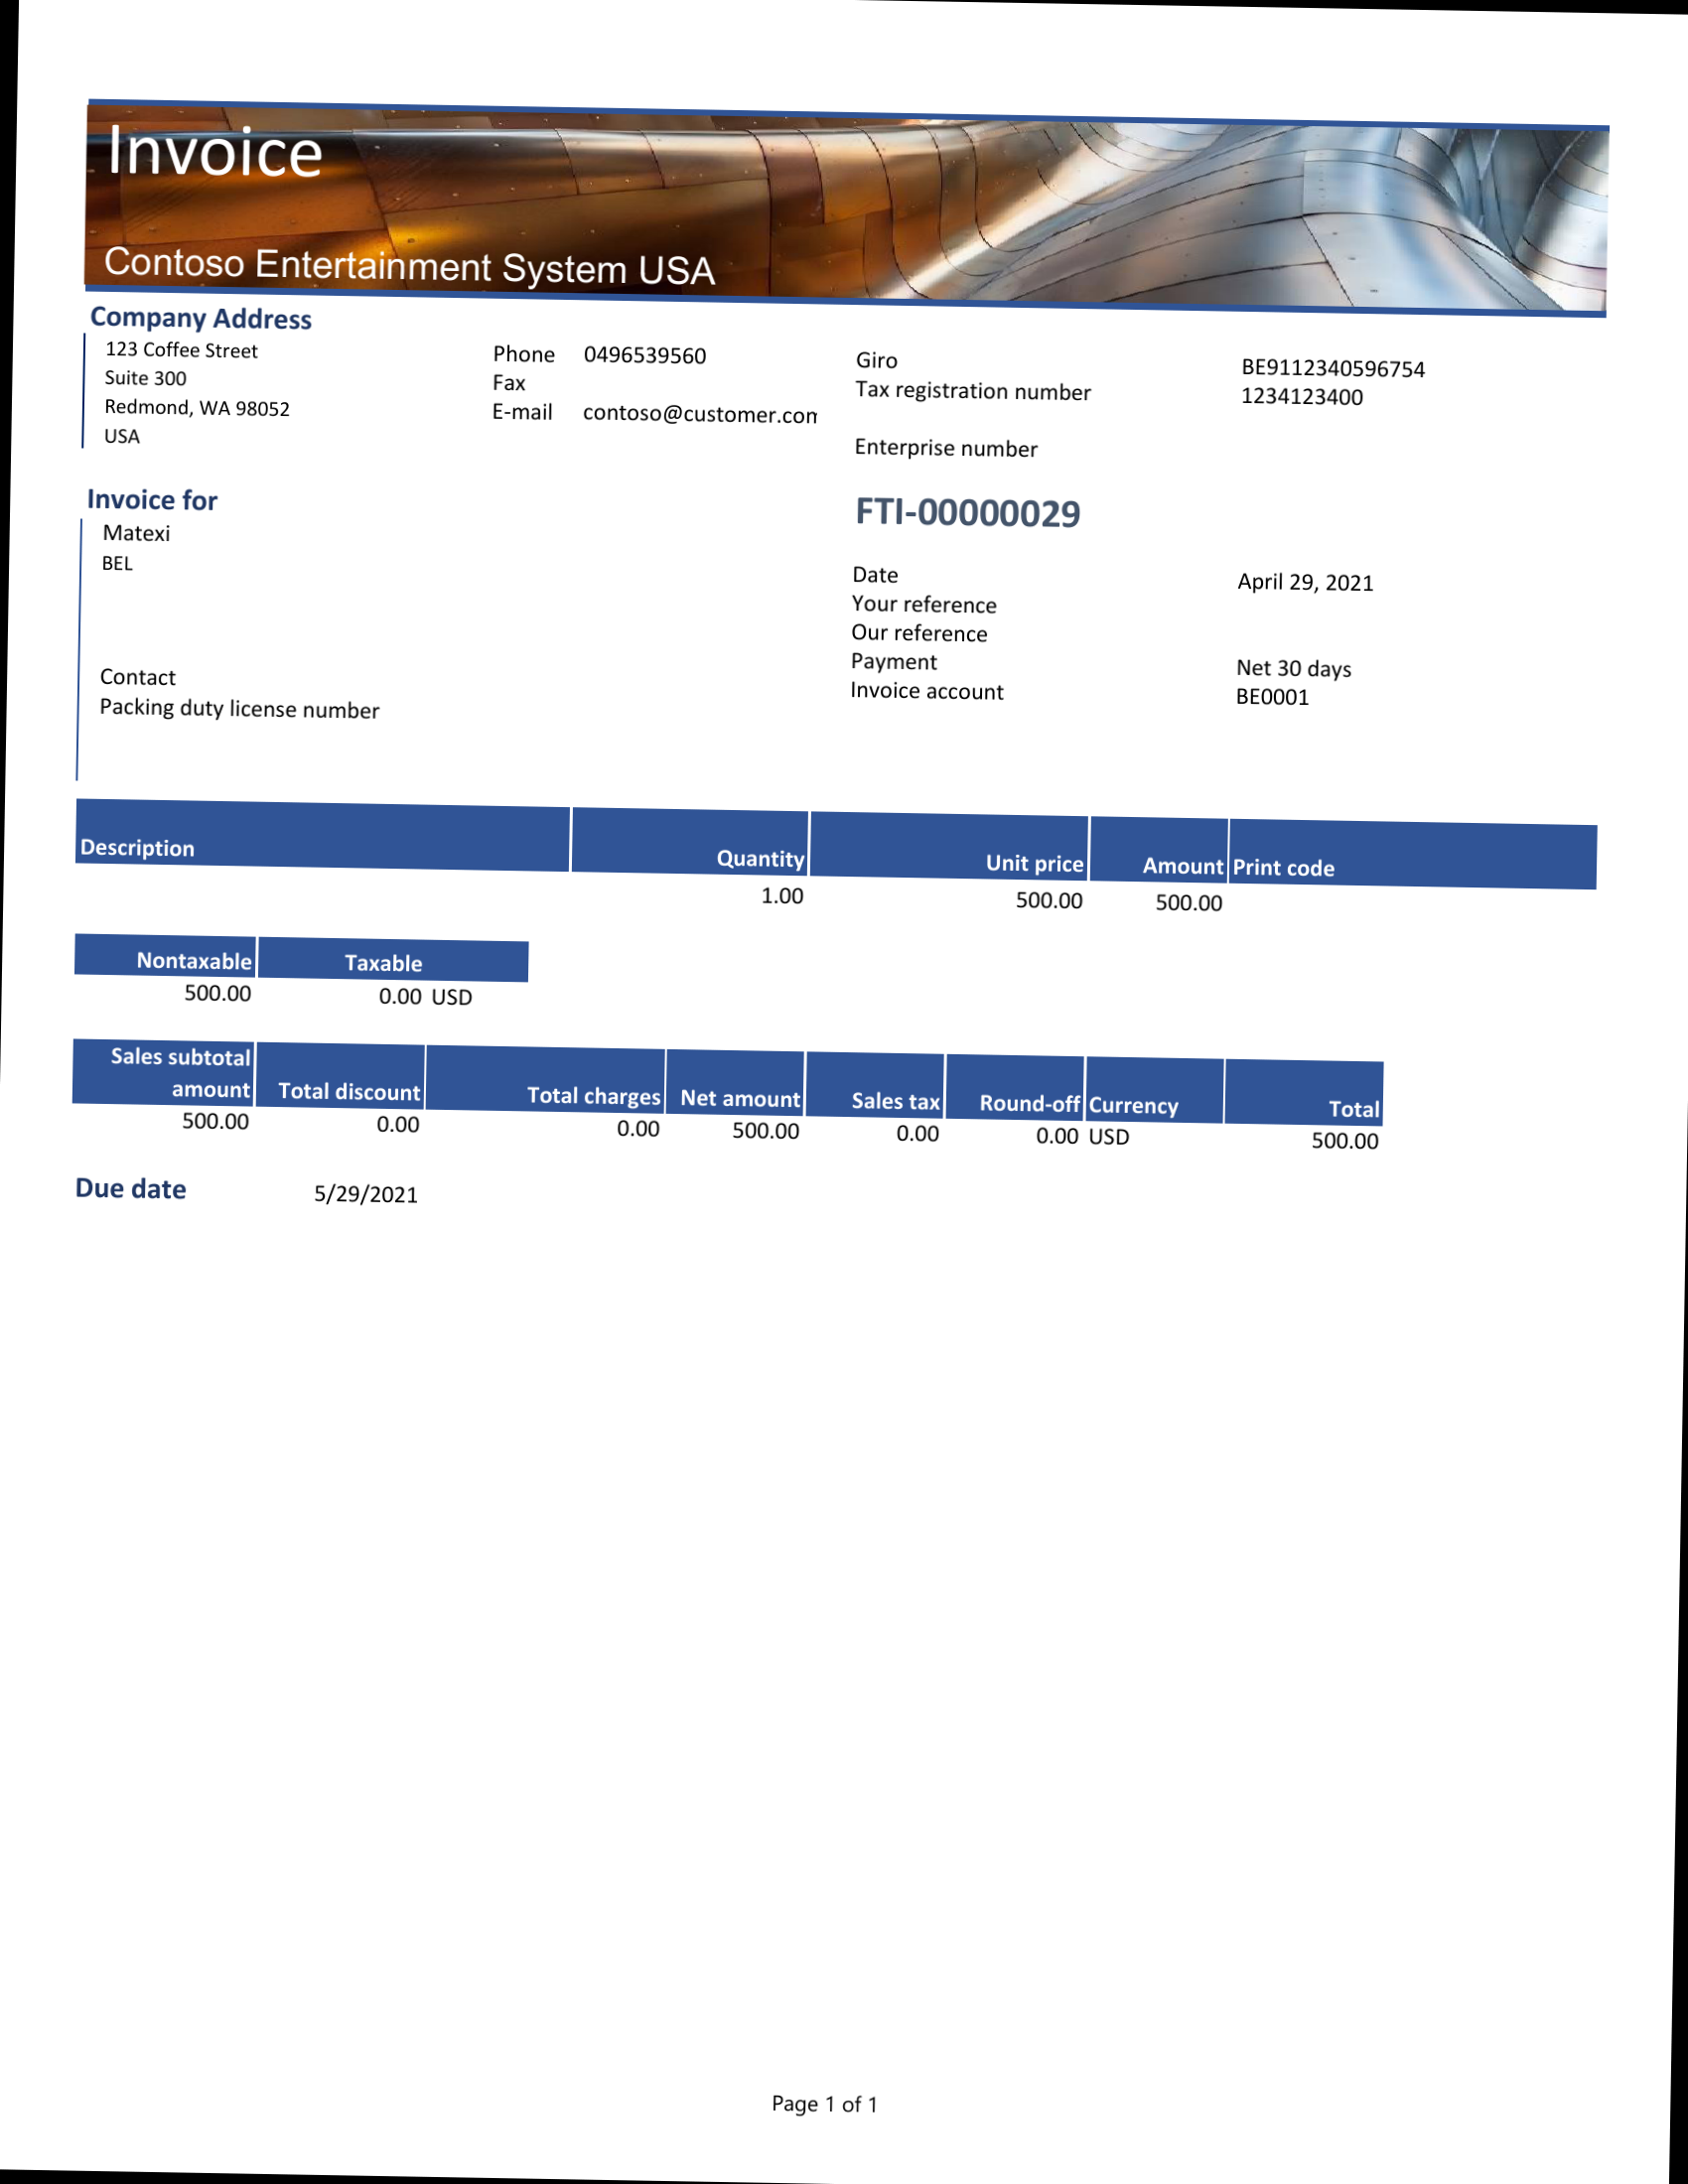 Invoice
Contoso Entertainment System USA
Company Address
123 Coffee Street
Suite 300
Redmond, WA 98052
USA
Phone 0496539560
Fax
E-mail contoso@customer.com
Giro BE9112340596754
Tax registration number 1234123400
Enterprise number
Invoice for
Matexi
BEL
Contact
Packing duty license number
FTI-00000029
Date April 29, 2021
Your reference
Our reference
Payment Net 30 days
Invoice account BE0001
Description Quantity Unit price Amount Print code
1.00 500.00 500.00
Nontaxable Taxable
500.00 0.00 USD
Sales subtotal
amount Total discount Total charges Net amount Sales tax Round-off Currency Total
500.00 0.00 0.00 500.00 0.00 0.00 USD 500.00
Due date 5/29/2021
Page 1 of 1